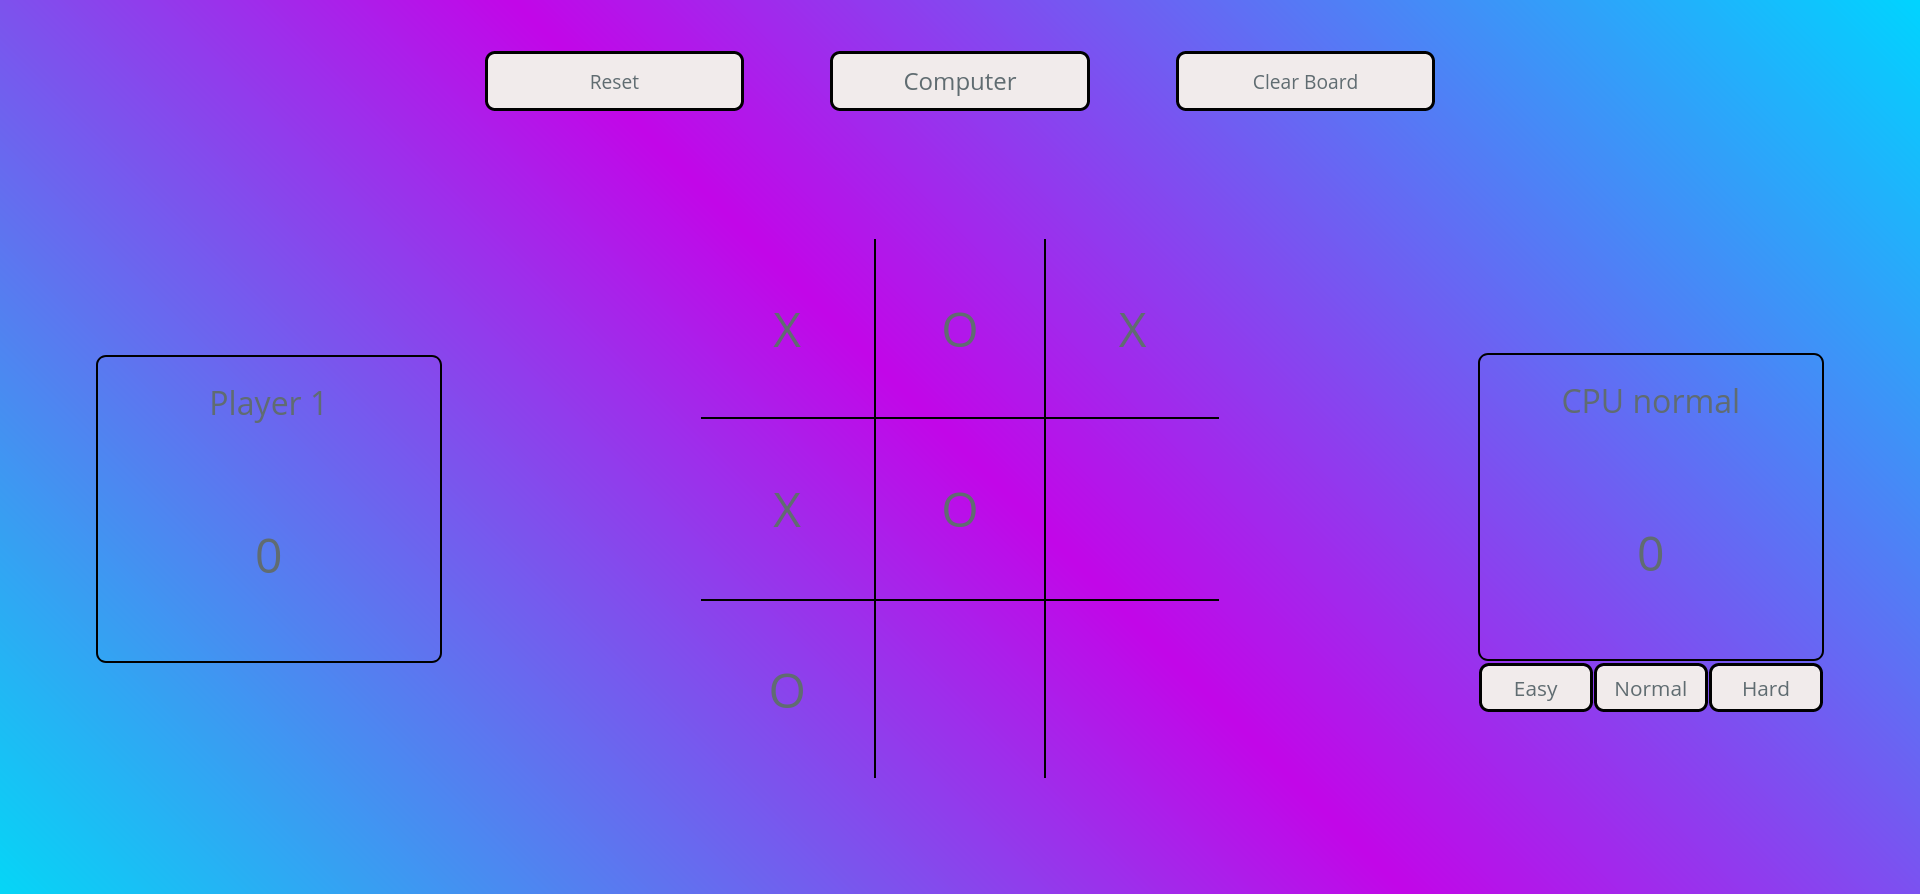 Reset
Computer
Clear Board
X O X
X O
O
Player 1
0
CPU normal
0
Easy
Normal
Hard